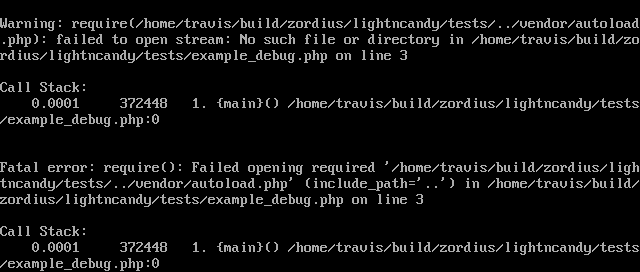 Warning: require(/home/travis/build/zordius/lightncandy/tests/../vendor/autoload
.php): failed to open stream: No such file or directory in /home/travis/build/zo
rdius/lightncandy/tests/example_debug.php on line 3
Call Stack:
    0.0001     372448   1. {main}() /home/travis/build/zordius/lightncandy/tests
/example_debug.php:0
Fatal error: require(): Failed opening required '/home/travis/build/zordius/ligh
tncandy/tests/../vendor/autoload.php' (include_path='..') in /home/travis/build/
zordius/lightncandy/tests/example_debug.php on line 3
Call Stack:
    0.0001     372448   1. {main}() /home/travis/build/zordius/lightncandy/tests
/example_debug.php:0